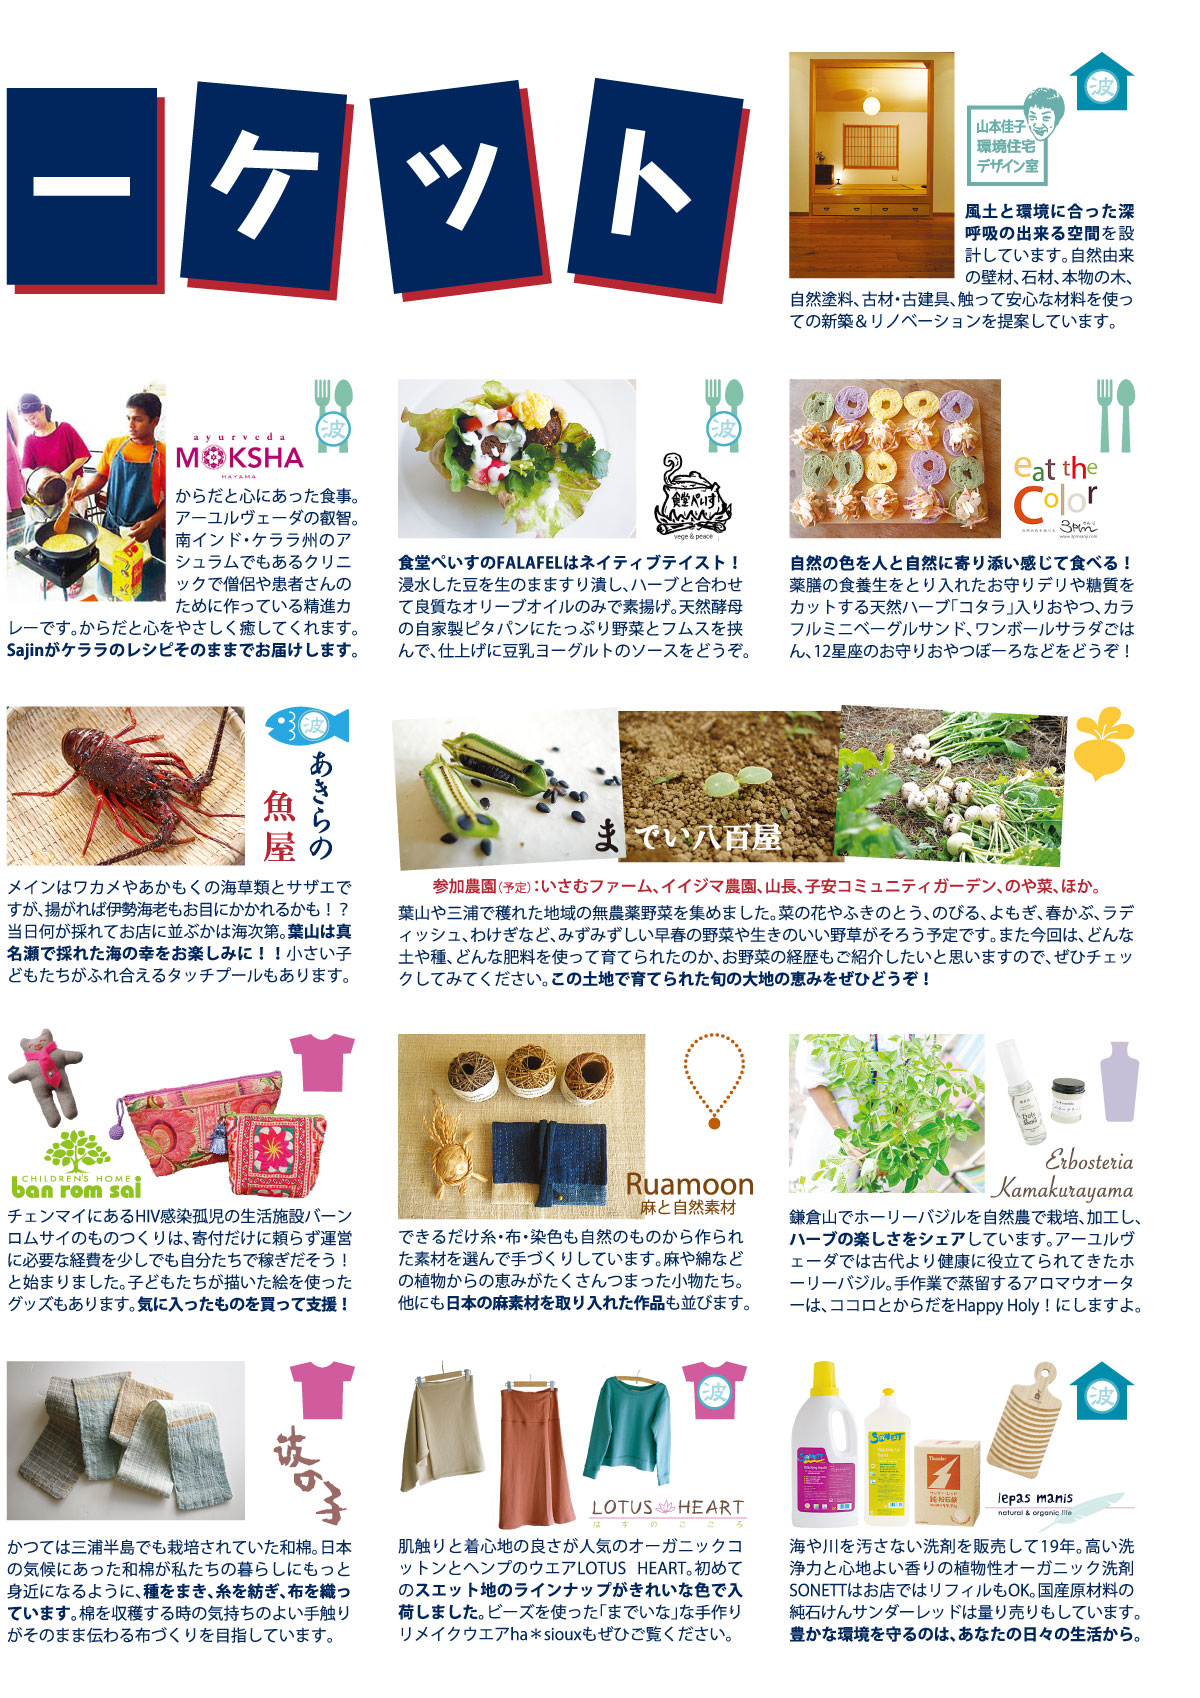 ーケット
波
山本佳子
環境住宅
デザイン室
風土と環境に合った深
呼吸の出来る空間を設
計しています。自然由来
の壁材、石材、本物の木、
自然塗料、古材・古建具、触って安心な材料を使っ
ての新築＆リノベーションを提案しています。
波
ayurveda
MOKSHA
HAYAMA
からだと心にあった食事。
アーユルヴェーダの叡智。
南インド・ケララ州のア
シュラムでもあるクリニ
ックで僧侶や患者さんの
ために作っている精進カ
レーです。からだと心をやさしく癒してくれます。
Sajinがケララのレシピそのままでお届けします。
波
食堂ぺいす
vege & peace
食堂ぺいすのFALAFELはネイティブテイスト！
浸水した豆を生のまますり潰し、ハーブと合わせ
て良質なオリーブオイルのみで素揚げ。天然酵母
の自家製ピタパンにたっぷり野菜とフムスを挟
んで、仕上げに豆乳ヨーグルトのソースをどうぞ。
eat the
Color
自然の色を人と自然に寄り添い感じて食べる！
薬膳の食養生をとり入れたお守りデリや糖質を
カットする天然ハーブ「コタラ」入りおやつ、カラ
フルミニベーグルサンド、ワンボールサラダごは
ん、12星座のお守りおやつぼーろなどをどうぞ！
波
あきらの
魚屋
メインはワカメやあかもくの海草類とサザエで
すが、揚がれば伊勢海老もお目にかかれるかも！？
当日何が採れてお店に並ぶかは海次第。葉山は真
名瀬で採れた海の幸をお楽しみに！！小さい子
どもたちがふれ合えるタッチプールもあります。
までい八百屋
参加農園（予定）：いさむファーム、イイジマ農園、山長、子安コミュニティガーデン、のや菜、ほか。
葉山や三浦で穫れた地域の無農薬野菜を集めました。菜の花やふきのとう、のびる、よもぎ、春かぶ、ラデ
ィッシュ、わけぎなど、みずみずしい早春の野菜や生きのいい野草がそろう予定です。また今回は、どんな
土や種、どんな肥料を使って育てられたのか、お野菜の経歴もご紹介したいと思いますので、ぜひチェッ
クしてみてください。この土地で育てられた旬の大地の恵みをぜひどうぞ！
CHILDREN'S HOME
ban rom sai
チェンマイにあるHIV感染孤児の生活施設バーン
ロムサイのものつくりは、寄付だけに頼らず運営
に必要な経費を少しでも自分たちで稼ぎだそう！
と始まりました。子どもたちが描いた絵を使った
グッズもあります。気に入ったものを買って支援！
Ruamoon
麻と自然素材
できるだけ糸・布・染色も自然のものから作られ
た素材を選んで手づくりしています。麻や綿など
の植物からの恵みがたくさんつまった小物たち。
他にも日本の麻素材を取り入れた作品も並びます。
Erbosteria
Kamakurayama
鎌倉山でホーリーバジルを自然農で栽培、加工し、
ハーブの楽しさをシェアしています。アーユルヴ
ェーダでは古代より健康に役立てられてきたホ
ーリーバジル。手作業で蒸留するアロマウオータ
ーは、ココロとからだをHappy Holy！にしますよ。
波の子
かつては三浦半島でも栽培されていた和棉。日本
の気候にあった和棉が私たちの暮らしにもっと
身近になるように、種をまき、糸を紡ぎ、布を織っ
ています。棉を収穫する時の気持ちのよい手触り
がそのまま伝わる布づくりを目指しています。
波
LOTUS HEART
はすのこころ
肌触りと着心地の良さが人気のオーガニックコ
ットンとヘンプのウエアLOTUS HEART。初めて
のスエット地のラインナップがきれいな色で入
荷しました。ビーズを使った「までいな」な手作り
リメイクウエアha＊siouxもぜひご覧ください。
波
SONETT
SONETT
lepas manis
natural & organic life
海や川を汚さない洗剤を販売して19年。高い洗
浄力と心地よい香りの植物性オーガニック洗剤
SONETTはお店ではリフィルもOK。国産原材料の
純石けんサンダーレッドは量り売りもしています。
豊かな環境を守るのは、あなたの日々の生活から。